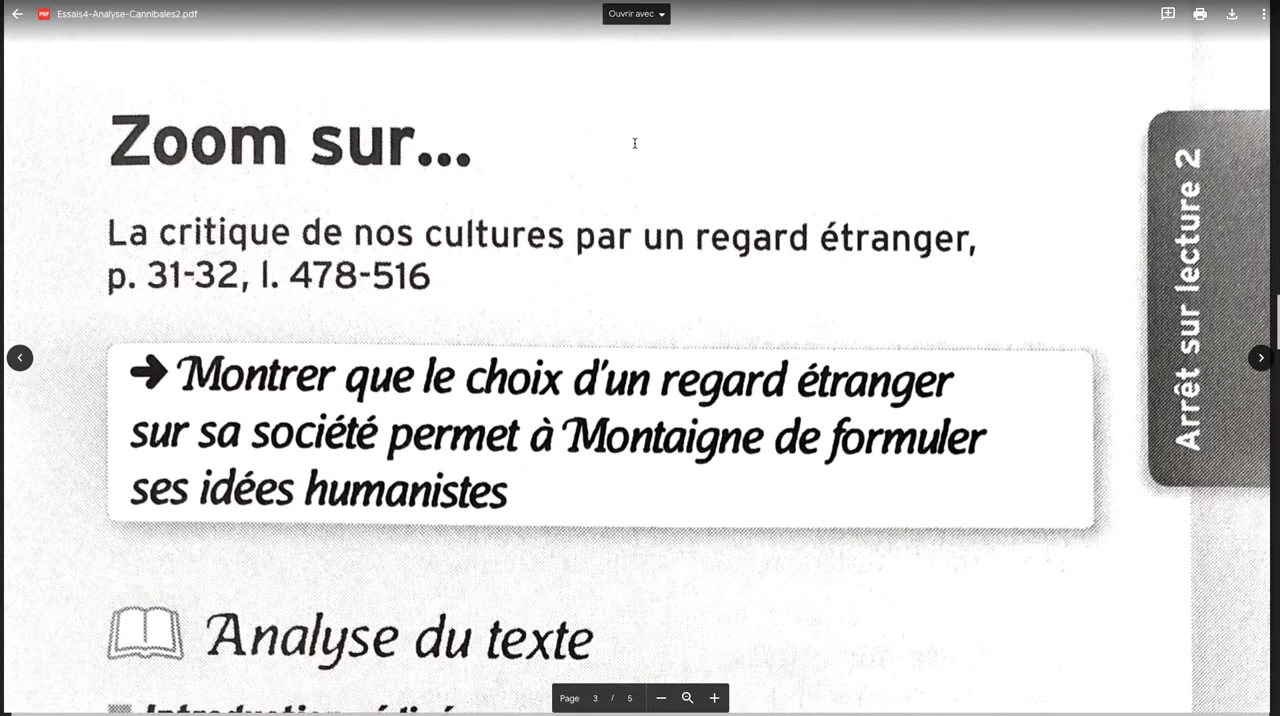 PDF Essais4-Analyse-Cannibales2.pdf
Ouvrir avec
Zoom sur...
La critique de nos cultures par un regard étranger,
p. 31-32, l. 478-516
➔ Montrer que le choix d'un regard étranger
sur sa société permet à Montaigne de formuler
ses idées humanistes
Arrêt sur lecture 2
Analyse du texte
Page 3 / 5